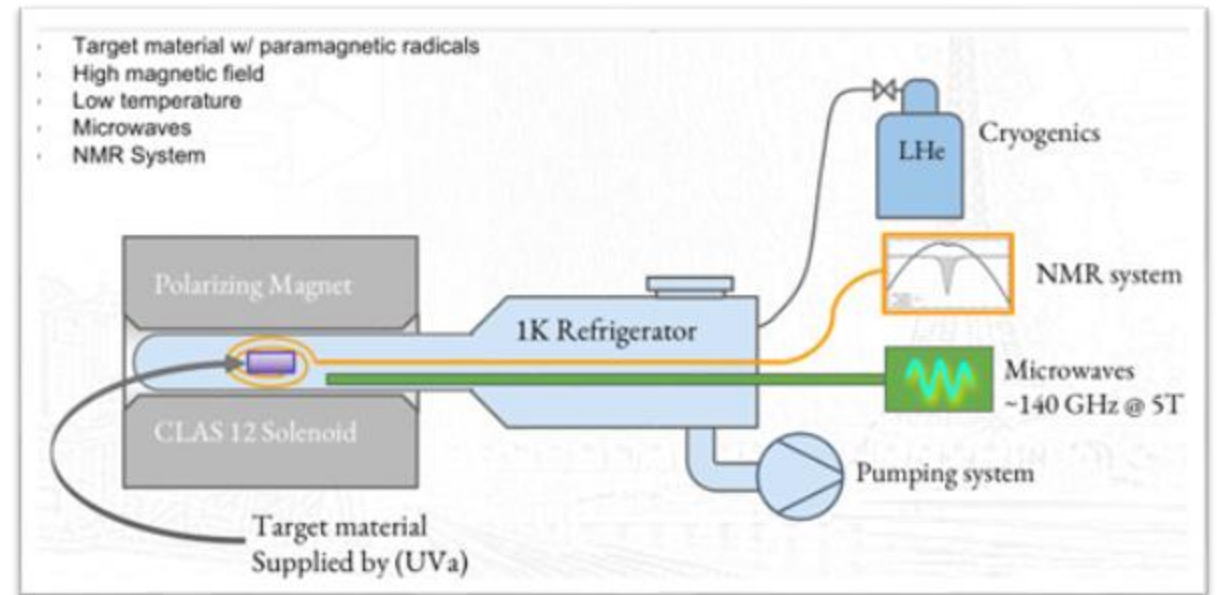 Target material w/ paramagnetic radicals
High magnetic field
Low temperature
Microwaves
NMR System
LHe
Cryogenics
Polarizing Magnet
NMR system
1K Refrigerator
Microwaves
~140 GHz @ 5T
CLAS 12 Solenoid
Pumping system
Target material
Supplied by (UVa)